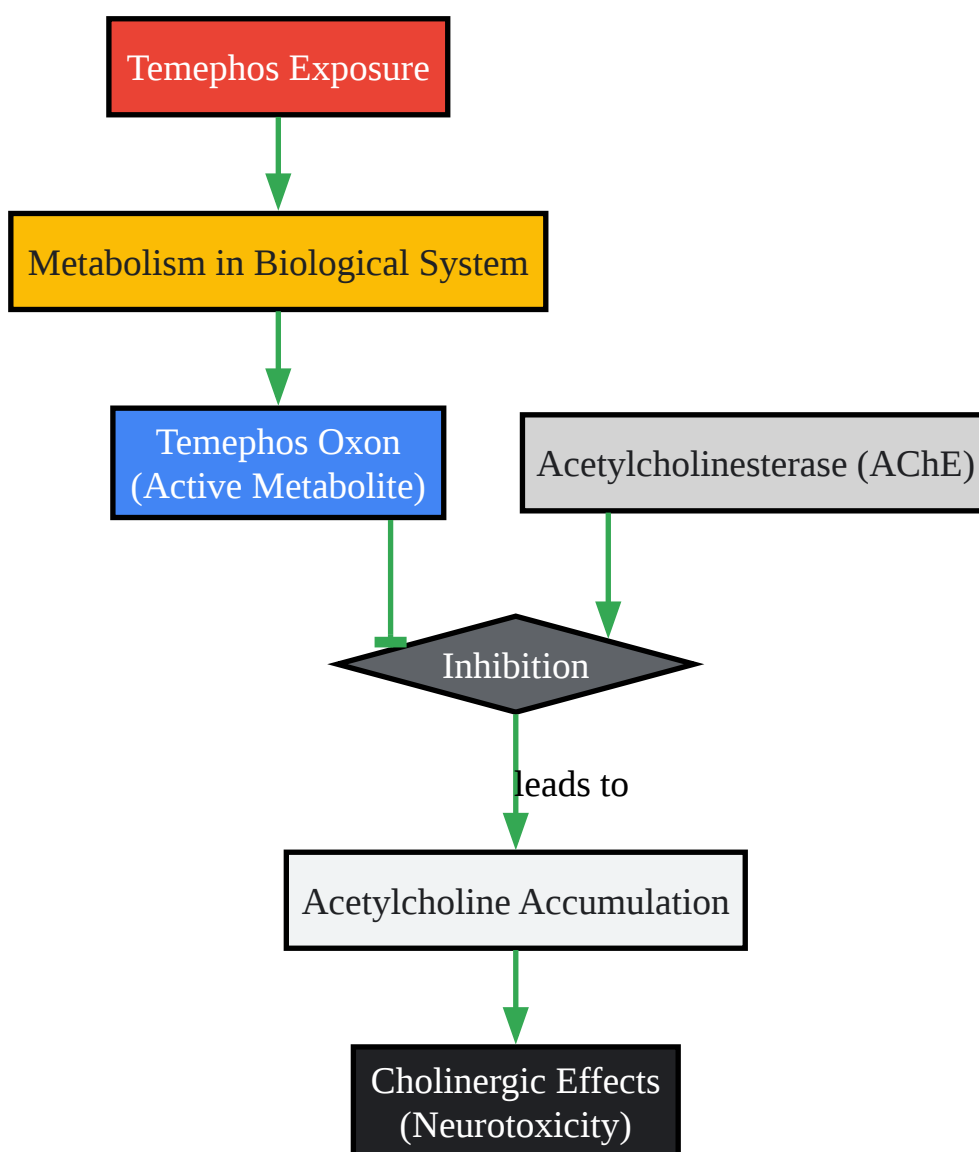 Temephos Exposure
Metabolism in Biological System
Temephos Oxon
(Active Metabolite)
Acetylcholinesterase (AChE)
Inhibition
leads to
Acetylcholine Accumulation
Cholinergic Effects
(Neurotoxicity)